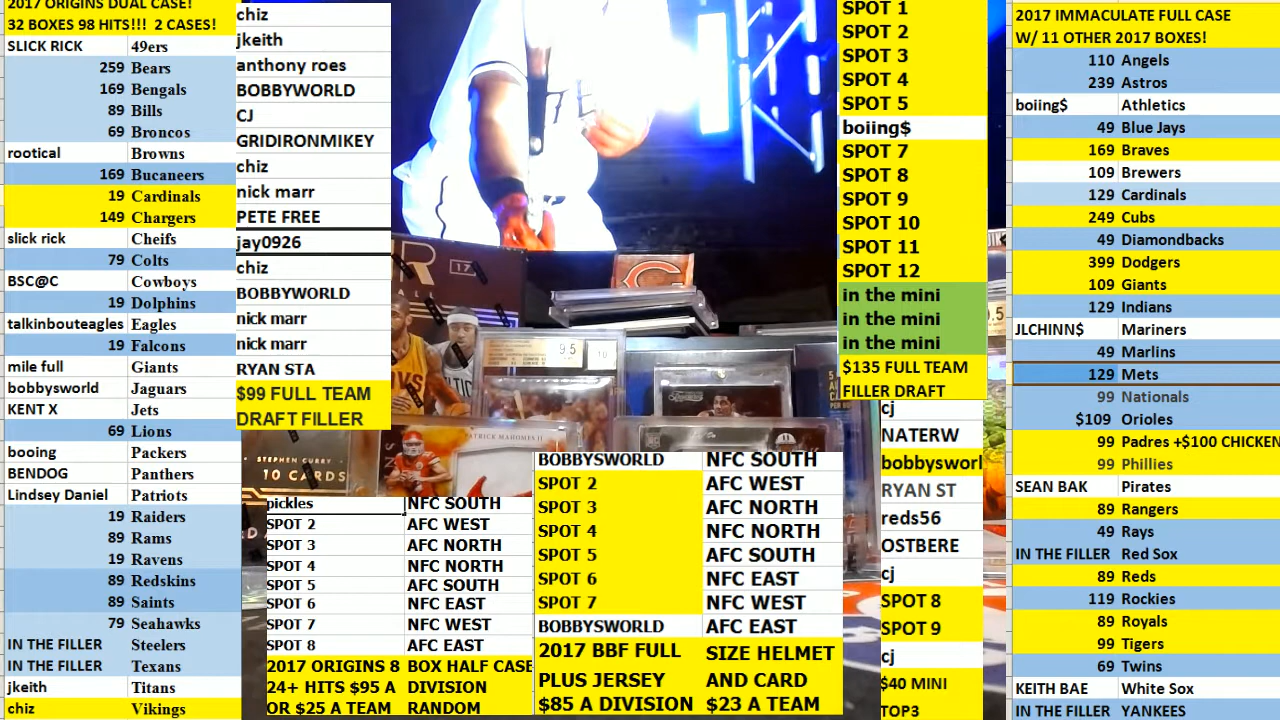 2017 ORIGINS DUAL CASE!
32 BOXES 98 HITS!!! 2 CASES!
SLICK RICK 49ers
259 Bears
169 Bengals
89 Bills
69 Broncos
rootical Browns
169 Bucaneers
19 Cardinals
149 Chargers
slick rick Cheifs
79 Colts
BSC@C Cowboys
19 Dolphins
talkinbouteagles Eagles
19 Falcons
mile full Giants
bobbysworld Jaguars
KENT X Jets
69 Lions
booing Packers
BENDOG Panthers
Lindsey Daniel Patriots
19 Raiders
89 Rams
19 Ravens
89 Redskins
89 Saints
79 Seahawks
IN THE FILLER Steelers
IN THE FILLER Texans
jkeith Titans
chiz Vikings
chiz
jkeith
anthony roes
BOBBYWORLD
CJ
GRIDIRONMIKEY
chiz
nick marr
PETE FREE
jay0926
chiz
BOBBYWORLD
nick marr
nick marr
RYAN STA
$99 FULL TEAM
DRAFT FILLER
17
9.5
10
CAVS
PATRICK MAHOMES II
STEPHEN CURRY
10 CARDS
pickles NFC SOUTH
SPOT 2 AFC WEST
SPOT 3 AFC NORTH
SPOT 4 NFC NORTH
SPOT 5 AFC SOUTH
SPOT 6 NFC EAST
SPOT 7 NFC WEST
SPOT 8 AFC EAST
2017 ORIGINS 8 BOX HALF CASE
24+ HITS $95 A DIVISION
OR $25 A TEAM RANDOM
BOBBYSWORLD NFC SOUTH
SPOT 2 AFC WEST
SPOT 3 AFC NORTH
SPOT 4 NFC NORTH
SPOT 5 AFC SOUTH
SPOT 6 NFC EAST
SPOT 7 NFC WEST
BOBBYSWORLD AFC EAST
2017 BBF FULL SIZE HELMET
PLUS JERSEY AND CARD
$85 A DIVISION $23 A TEAM
SPOT 1
SPOT 2
SPOT 3
SPOT 4
SPOT 5
boiing$
SPOT 7
SPOT 8
SPOT 9
SPOT 10
SPOT 11
SPOT 12
in the mini
in the mini
in the mini
$135 FULL TEAM
FILLER DRAFT
cj
NATERW
bobbysworl
RYAN ST
reds56
OSTBERE
cj
SPOT 8
SPOT 9
cj
$40 MINI
TOP3
2017 IMMACULATE FULL CASE
W/ 11 OTHER 2017 BOXES!
110 Angels
239 Astros
boiing$ Athletics
49 Blue Jays
169 Braves
109 Brewers
129 Cardinals
249 Cubs
49 Diamondbacks
399 Dodgers
109 Giants
129 Indians
JLCHINN$ Mariners
49 Marlins
129 Mets
99 Nationals
$109 Orioles
99 Padres +$100 CHICKEN
99 Phillies
SEAN BAK Pirates
89 Rangers
49 Rays
IN THE FILLER Red Sox
89 Reds
119 Rockies
89 Royals
99 Tigers
69 Twins
KEITH BAE White Sox
IN THE FILLER YANKEES